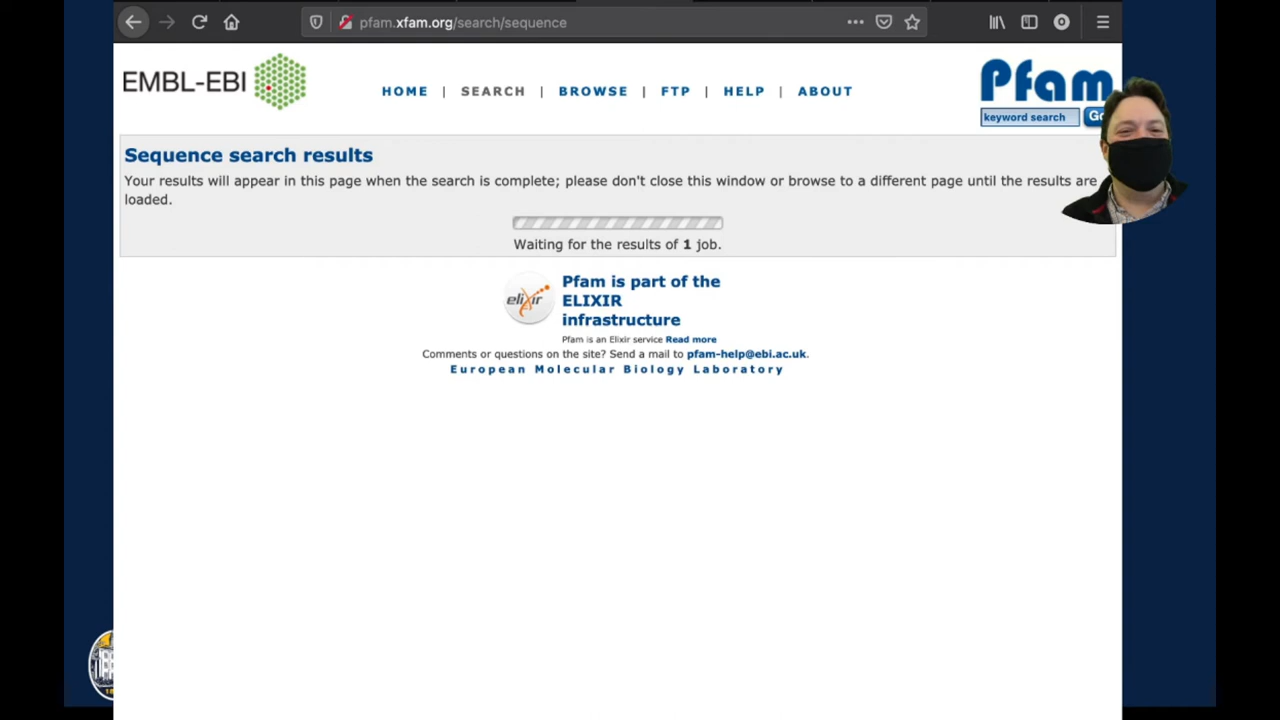 pfam.xfam.org/search/sequence
EMBL-EBI
HOME | SEARCH | BROWSE | FTP | HELP | ABOUT
Pfam
keyword search
Sequence search results
Your results will appear in this page when the search is complete; please don't close this window or browse to a different page until the results are
loaded.
Waiting for the results of 1 job.
elixir
Pfam is part of the
ELIXIR
infrastructure
Pfam is an Elixir service Read more
Comments or questions on the site? Send a mail to pfam-help@ebi.ac.uk.
European Molecular Biology Laboratory